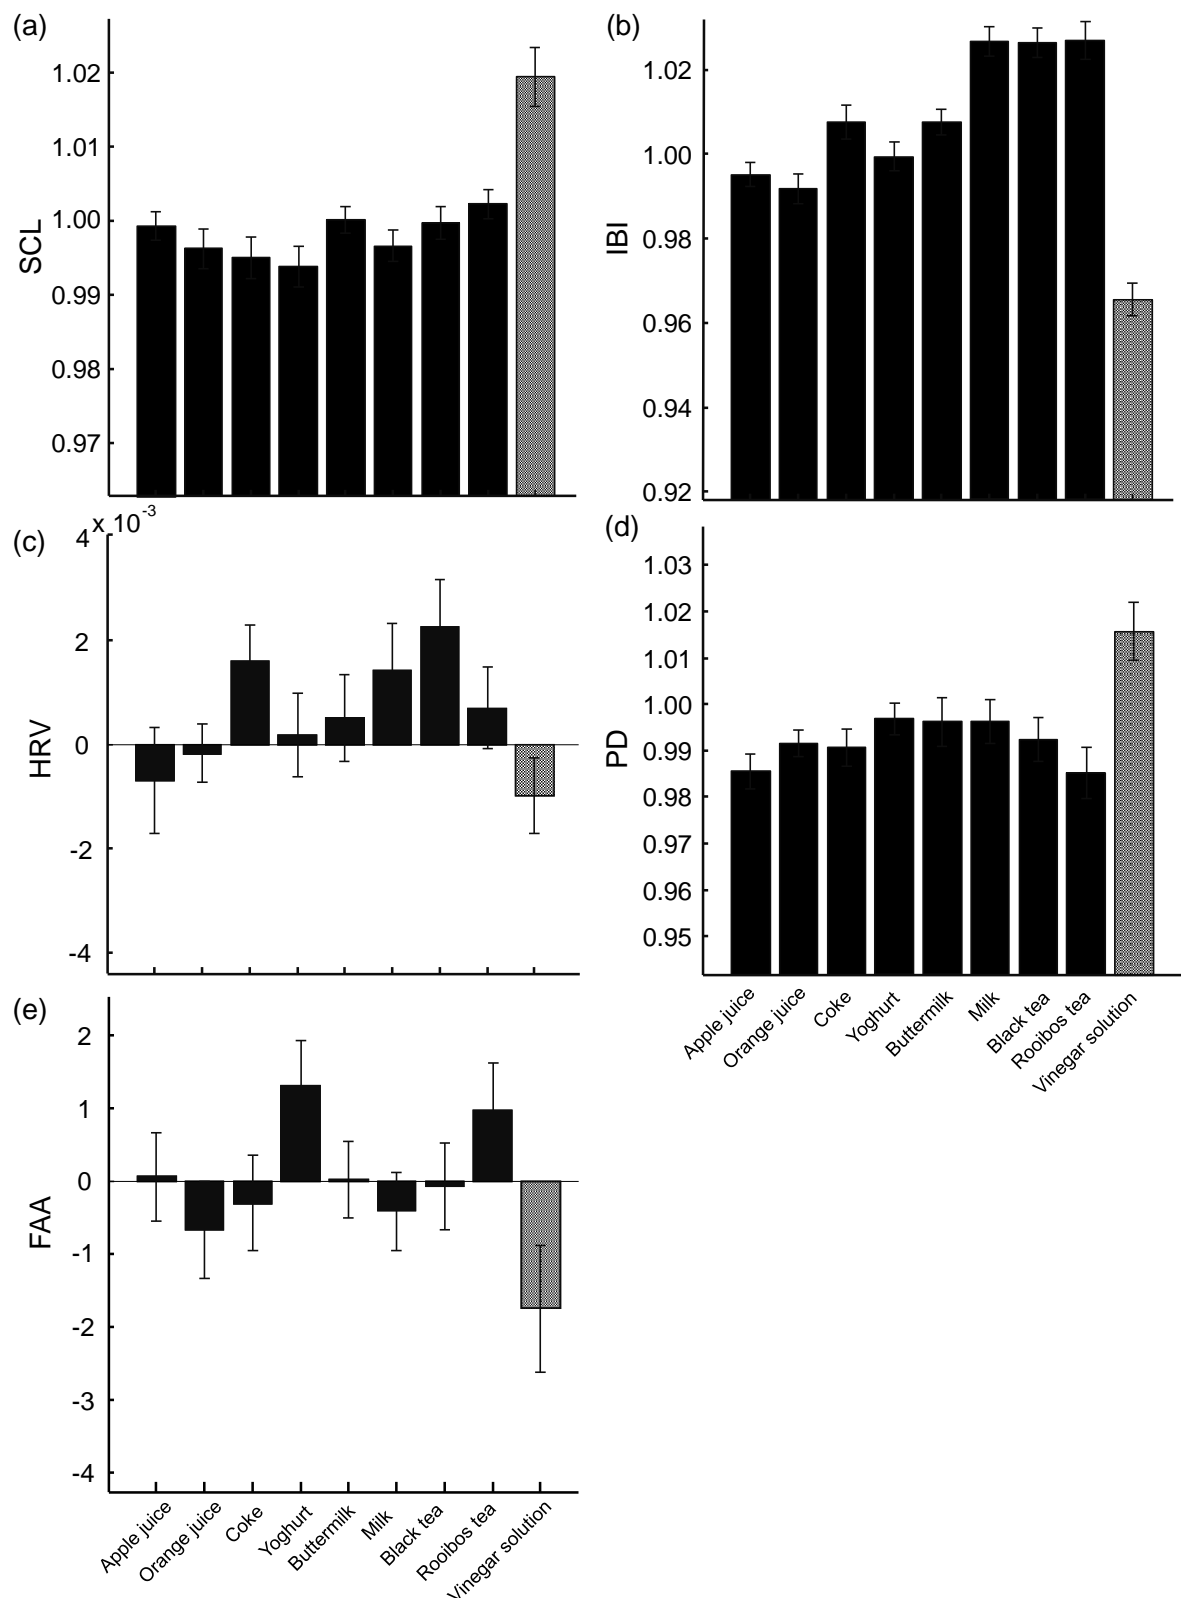 (a)
SCL
1.02
1.01
1.00
0.99
0.98
0.97
(b)
IBI
1.02
1.00
0.98
0.96
0.94
0.92
(c)
x 10-3
HRV
4
2
0
-2
-4
(d)
PD
1.03
1.02
1.01
1.00
0.99
0.98
0.97
0.96
0.95
Apple juice
Orange juice
Coke
Yoghurt
Buttermilk
Milk
Black tea
Rooibos tea
Vinegar solution
(e)
FAA
2
1
0
-1
-2
-3
-4
Apple juice
Orange juice
Coke
Yoghurt
Buttermilk
Milk
Black tea
Rooibos tea
Vinegar solution